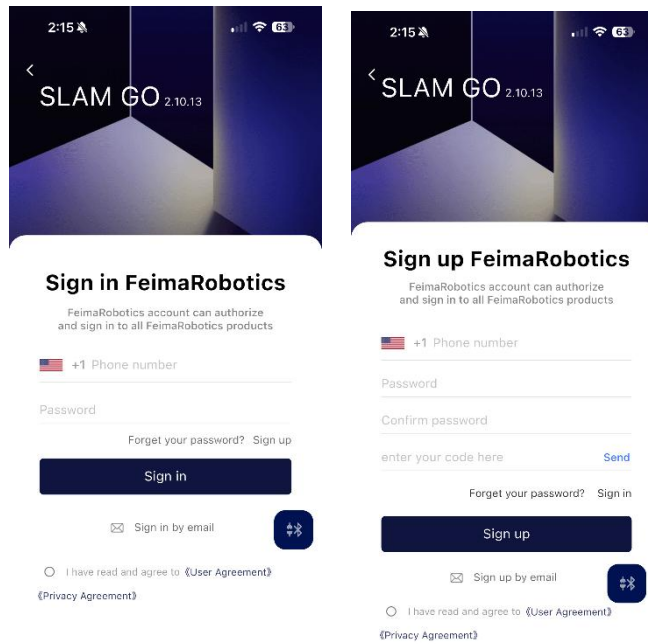 2:15
63
SLAM GO 2.10.13
Sign in FeimaRobotics
FeimaRobotics account can authorize
and sign in to all FeimaRobotics products
+1 Phone number
Password
Forget your password? Sign up
Sign in
Sign in by email
I have read and agree to 《User Agreement》
《Privacy Agreement》
2:15
63
SLAM GO 2.10.13
Sign up FeimaRobotics
FeimaRobotics account can authorize
and sign in to all FeimaRobotics products
+1 Phone number
Password
Confirm password
enter your code here Send
Forget your password? Sign in
Sign up
Sign up by email
I have read and agree to 《User Agreement》
《Privacy Agreement》